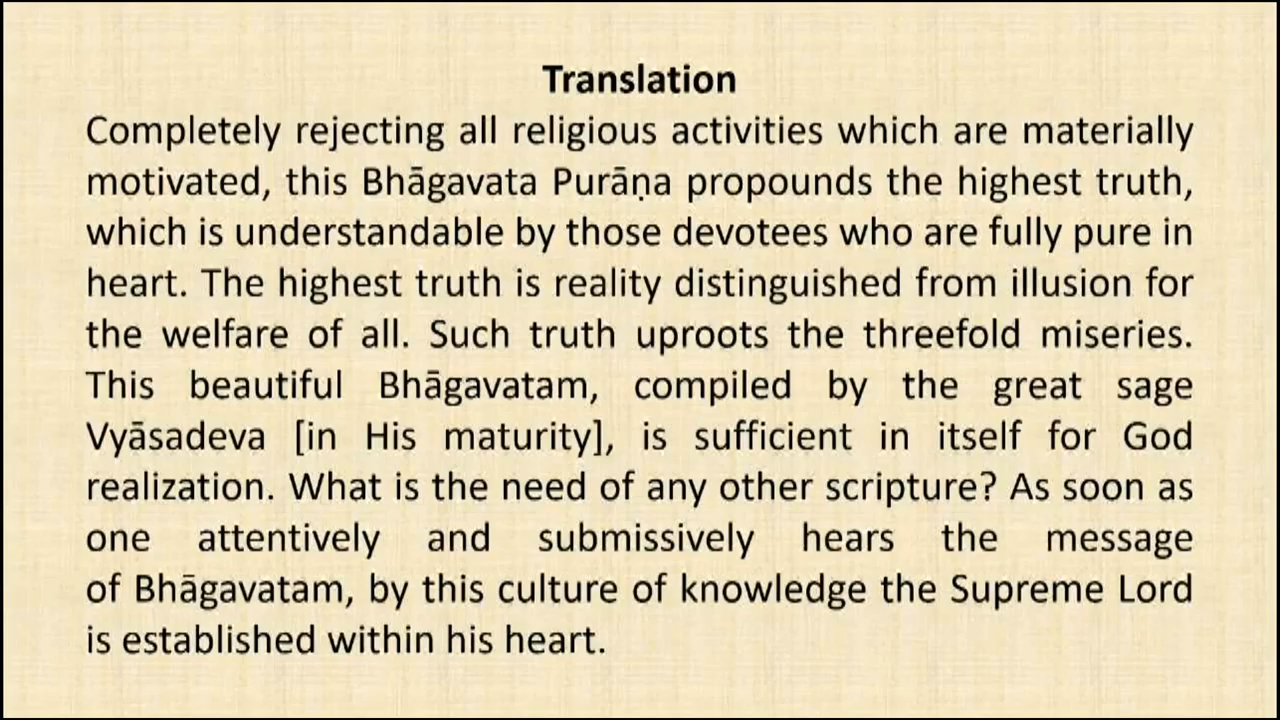 Translation
Completely rejecting all religious activities which are materially
motivated, this Bhāgavata Purāṇa propounds the highest truth,
which is understandable by those devotees who are fully pure in
heart. The highest truth is reality distinguished from illusion for
the welfare of all. Such truth uproots the threefold miseries.
This beautiful Bhāgavatam, compiled by the great sage
Vyāsadeva [in His maturity], is sufficient in itself for God
realization. What is the need of any other scripture? As soon as
one attentively and submissively hears the message
of Bhāgavatam, by this culture of knowledge the Supreme Lord
is established within his heart.